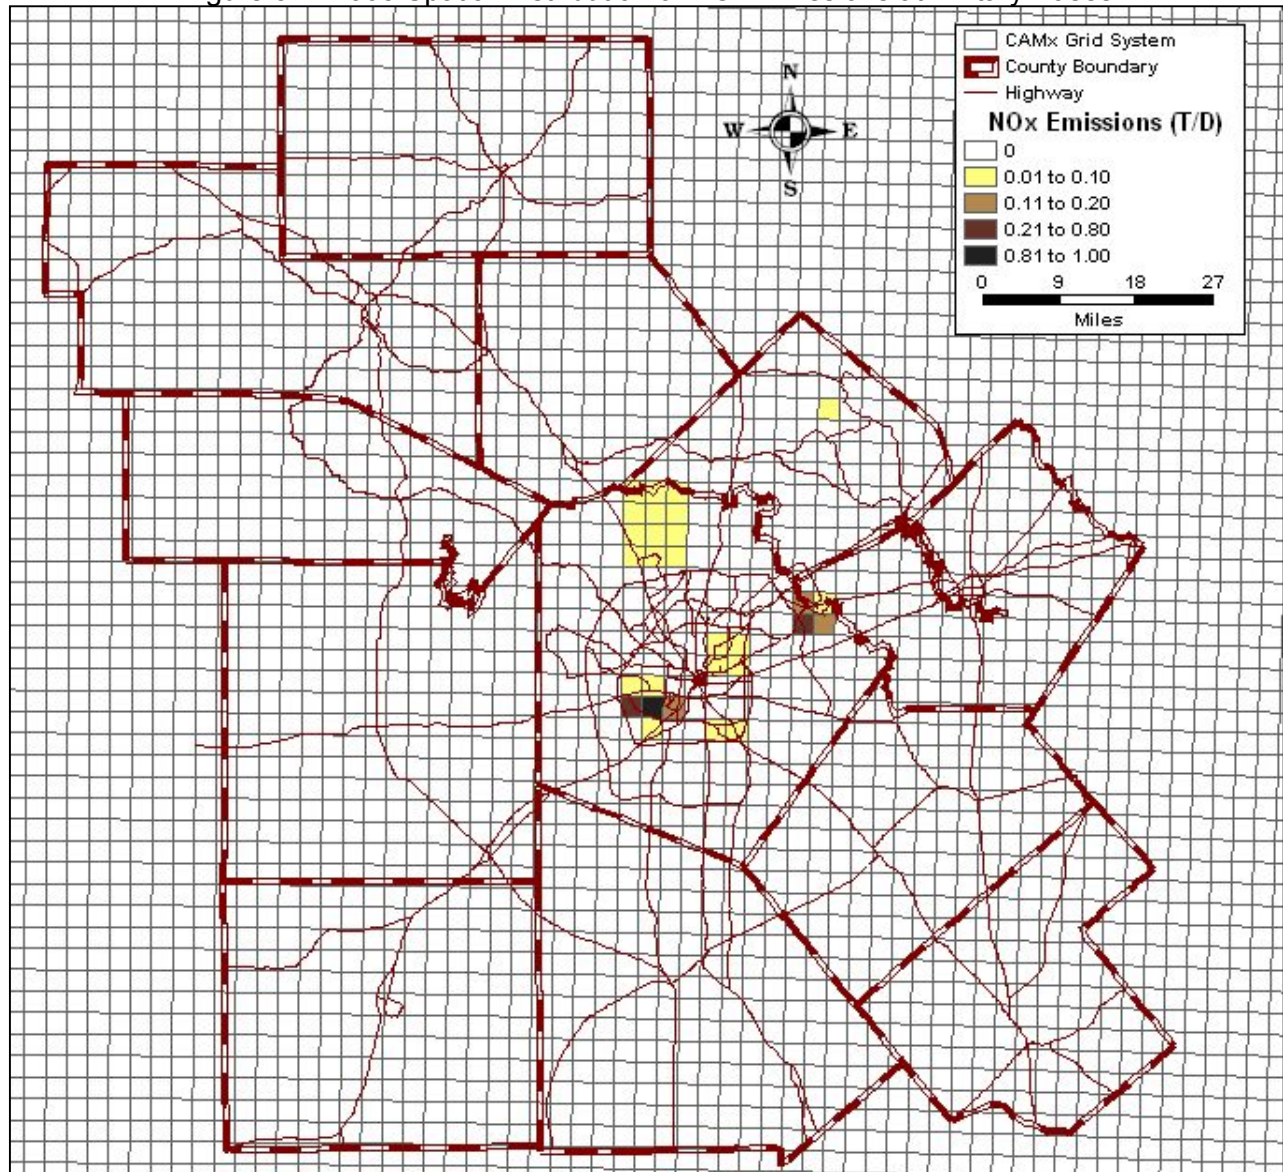 CAMx Grid System
County Boundary
Highway
N
W E
S
NOx Emissions (T/D)
0
0.01 to 0.10
0.11 to 0.20
0.21 to 0.80
0.81 to 1.00
0 9 18 27
Miles